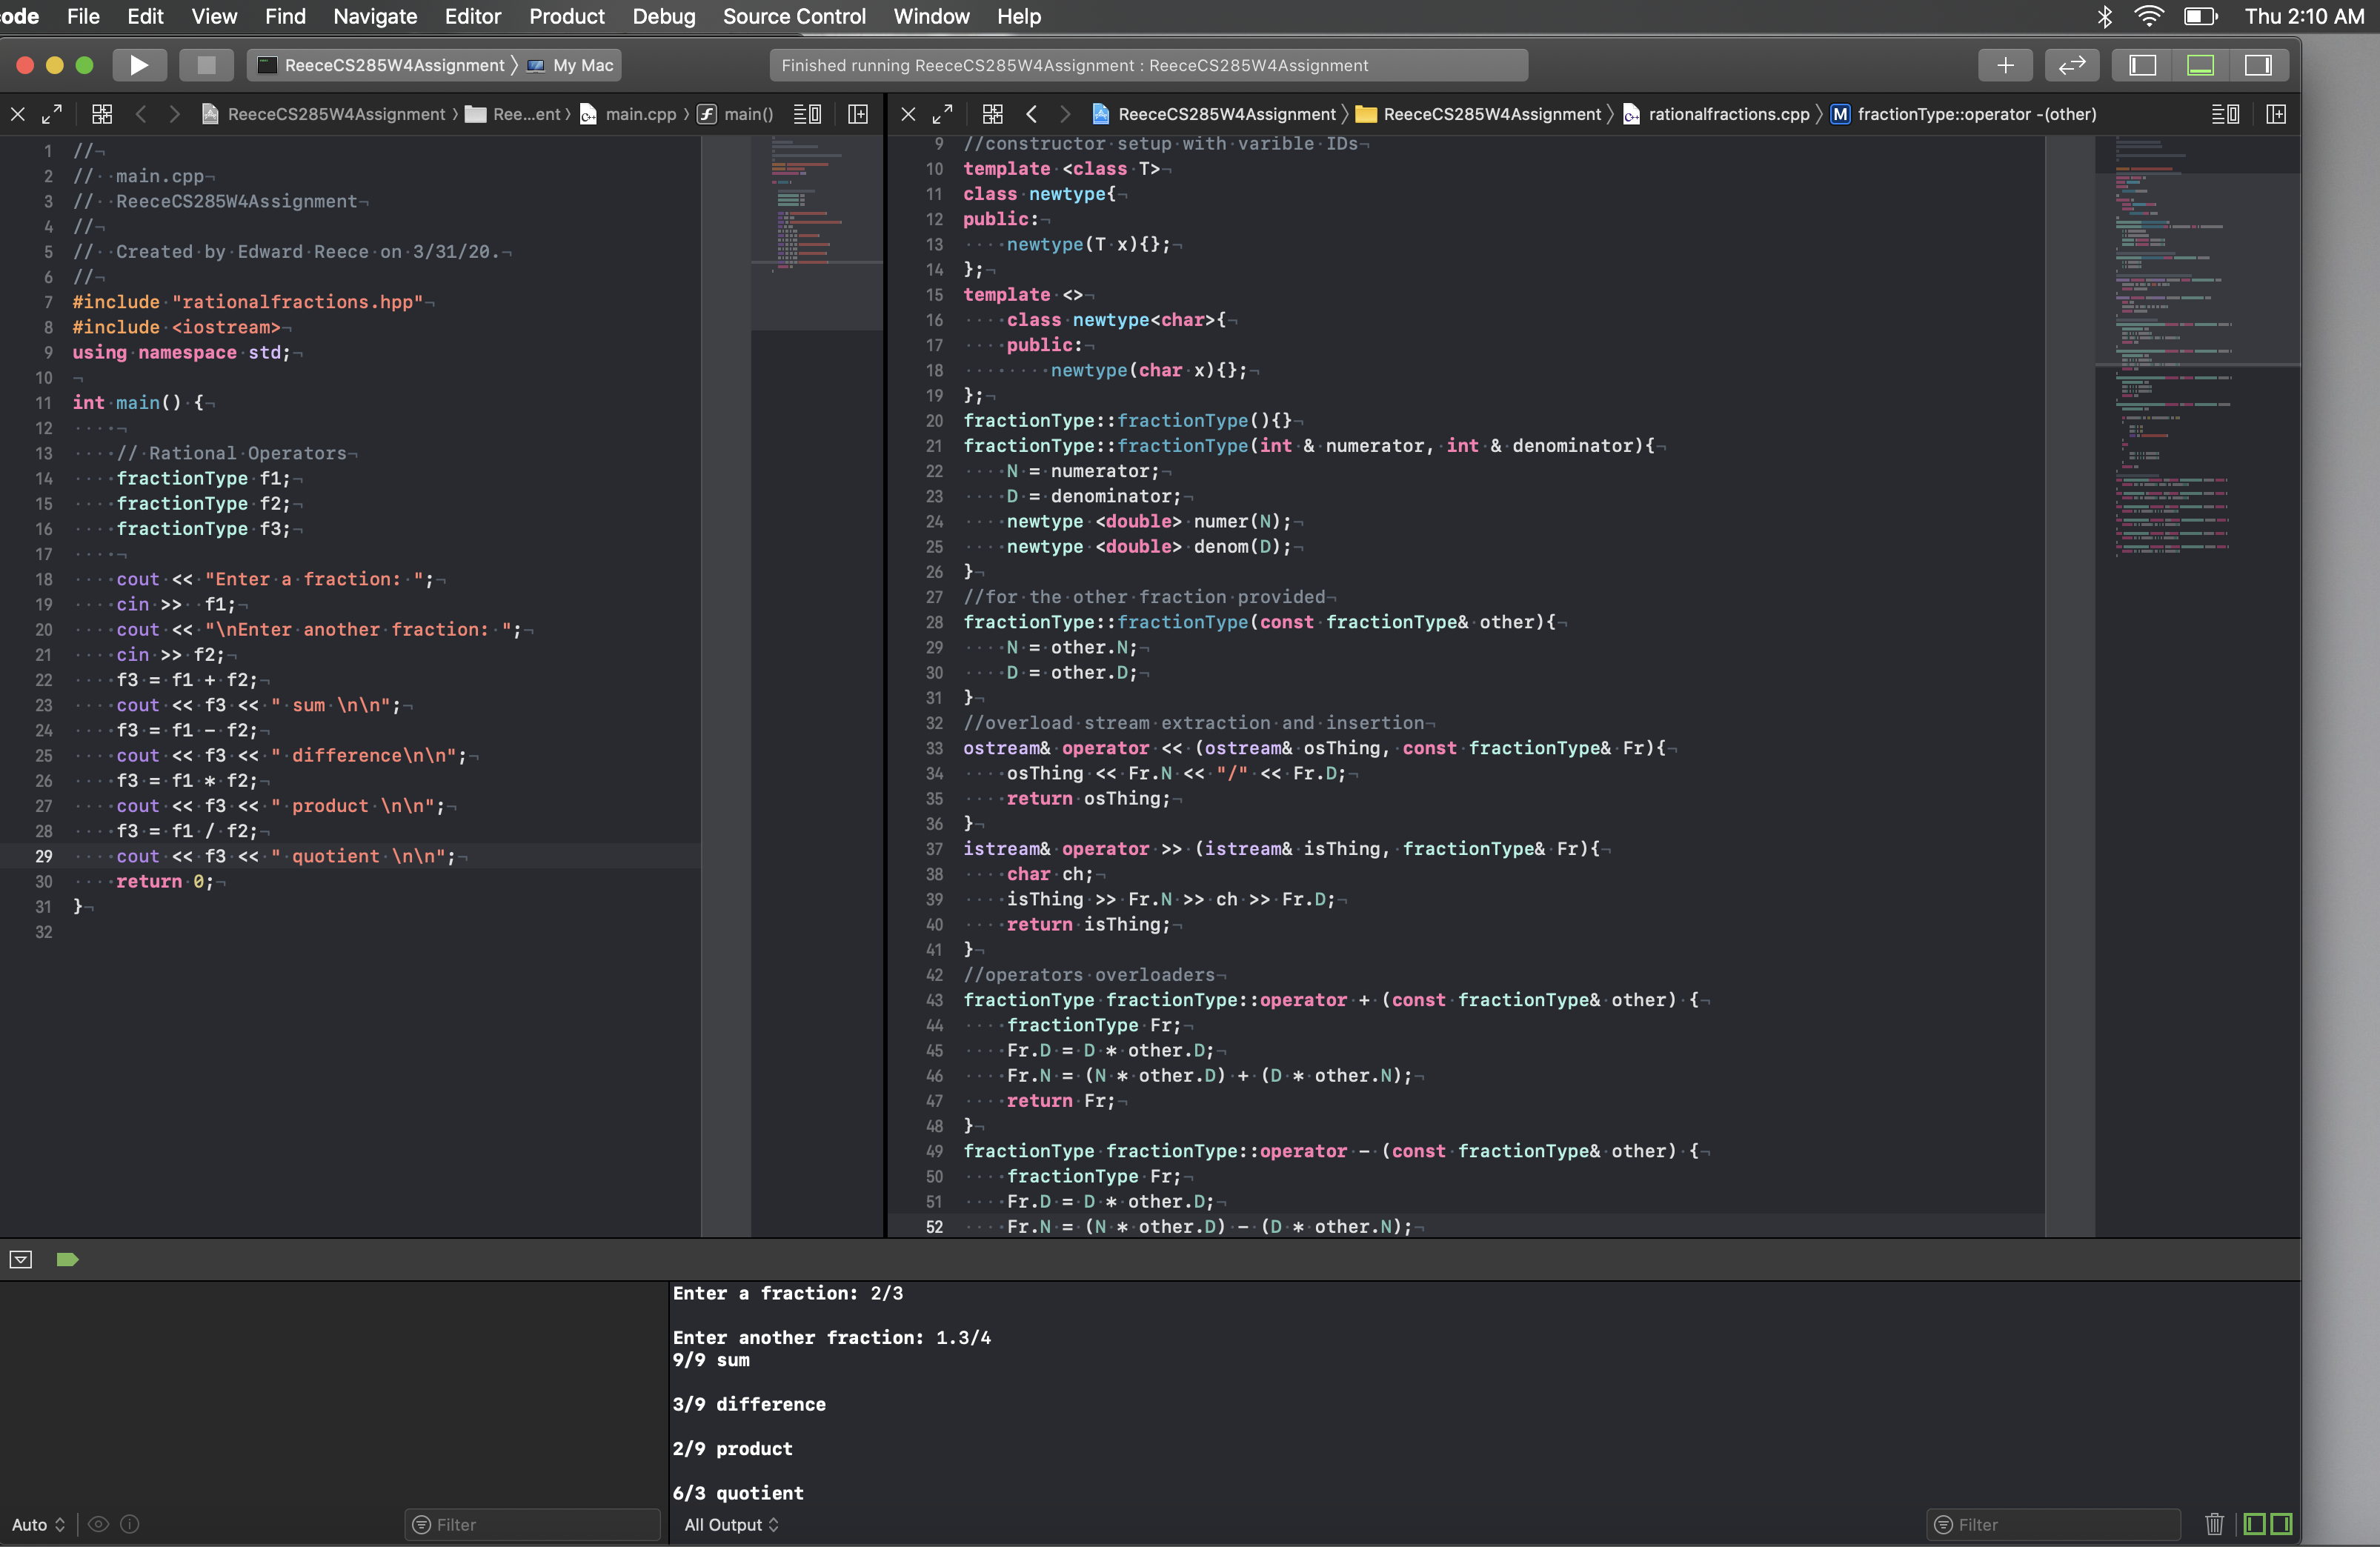 ode File Edit View Find Navigate Editor Product Debug Source Control Window Help Thu 2:10 AM
ReeceCS285W4Assignment My Mac Finished running ReeceCS285W4Assignment : ReeceCS285W4Assignment
ReeceCS285W4Assignment Ree...ent main.cpp main()
1 //
2 // main.cpp
3 // ReeceCS285W4Assignment
4 //
5 // Created by Edward Reece on 3/31/20.
6 //
7 #include "rationalfractions.hpp"
8 #include <iostream>
9 using namespace std;
10
11 int main() {
12
13 // Rational Operators
14 fractionType f1;
15 fractionType f2;
16 fractionType f3;
17
18 cout << "Enter a fraction: ";
19 cin >>  f1;
20 cout << "\nEnter another fraction: ";
21 cin >> f2;
22 f3 = f1 + f2;
23 cout << f3 << " sum \n\n";
24 f3 = f1 - f2;
25 cout << f3 << " difference\n\n";
26 f3 = f1 * f2;
27 cout << f3 << " product \n\n";
28 f3 = f1 / f2;
29 cout << f3 << " quotient \n\n";
30 return 0;
31 }
32
ReeceCS285W4Assignment ReeceCS285W4Assignment rationalfractions.cpp M fractionType::operator -(other)
9 //constructor setup with varible IDs
10 template <class T>
11 class newtype{
12 public:
13 newtype(T x){};
14 };
15 template <>
16 class newtype<char>{
17 public:
18 newtype(char x){};
19 };
20 fractionType::fractionType(){}
21 fractionType::fractionType(int & numerator, int & denominator){
22 N = numerator;
23 D = denominator;
24 newtype <double> numer(N);
25 newtype <double> denom(D);
26 }
27 //for the other fraction provided
28 fractionType::fractionType(const fractionType& other){
29 N = other.N;
30 D = other.D;
31 }
32 //overload stream extraction and insertion
33 ostream& operator << (ostream& osThing, const fractionType& Fr){
34 osThing << Fr.N << "/" << Fr.D;
35 return osThing;
36 }
37 istream& operator >> (istream& isThing, fractionType& Fr){
38 char ch;
39 isThing >> Fr.N >> ch >> Fr.D;
40 return isThing;
41 }
42 //operators overloaders
43 fractionType fractionType::operator + (const fractionType& other) {
44 fractionType Fr;
45 Fr.D = D * other.D;
46 Fr.N = (N * other.D) + (D * other.N);
47 return Fr;
48 }
49 fractionType fractionType::operator - (const fractionType& other) {
50 fractionType Fr;
51 Fr.D = D * other.D;
52 Fr.N = (N * other.D) - (D * other.N);
Enter a fraction: 2/3
Enter another fraction: 1.3/4
9/9 sum
3/9 difference
2/9 product
6/3 quotient
Auto Filter All Output Filter